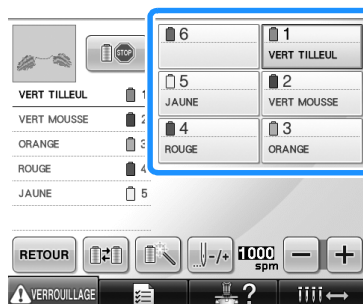 6
1
VERT TILLEUL
5
JAUNE
2
VERT MOUSSE
4
ROUGE
3
ORANGE
STOP
VERT TILLEUL 1
VERT MOUSSE 2
ORANGE 3
ROUGE 4
JAUNE 5
RETOUR
-/+
1000
spm
-
+
VERROUILLAGE
?